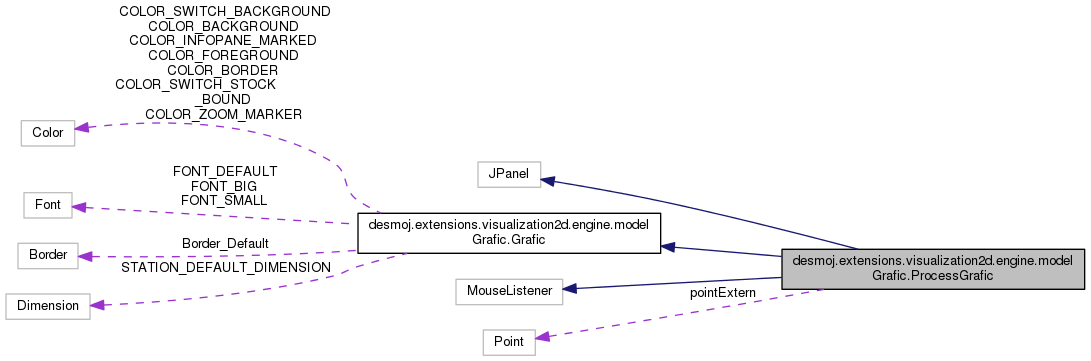 COLOR_SWITCH_BACKGROUND
COLOR_BACKGROUND
COLOR_INFOPANE_MARKED
COLOR_FOREGROUND
COLOR_BORDER
COLOR_SWITCH_STOCK
_BOUND
COLOR_ZOOM_MARKER
Color
FONT_DEFAULT
FONT_BIG
FONT_SMALL
Font
Border_Default
Border
STATION_DEFAULT_DIMENSION
Dimension
JPanel
desmoj.extensions.visualization2d.engine.model
Grafic.Grafic
MouseListener
pointExtern
Point
desmoj.extensions.visualization2d.engine.model
Grafic.ProcessGrafic